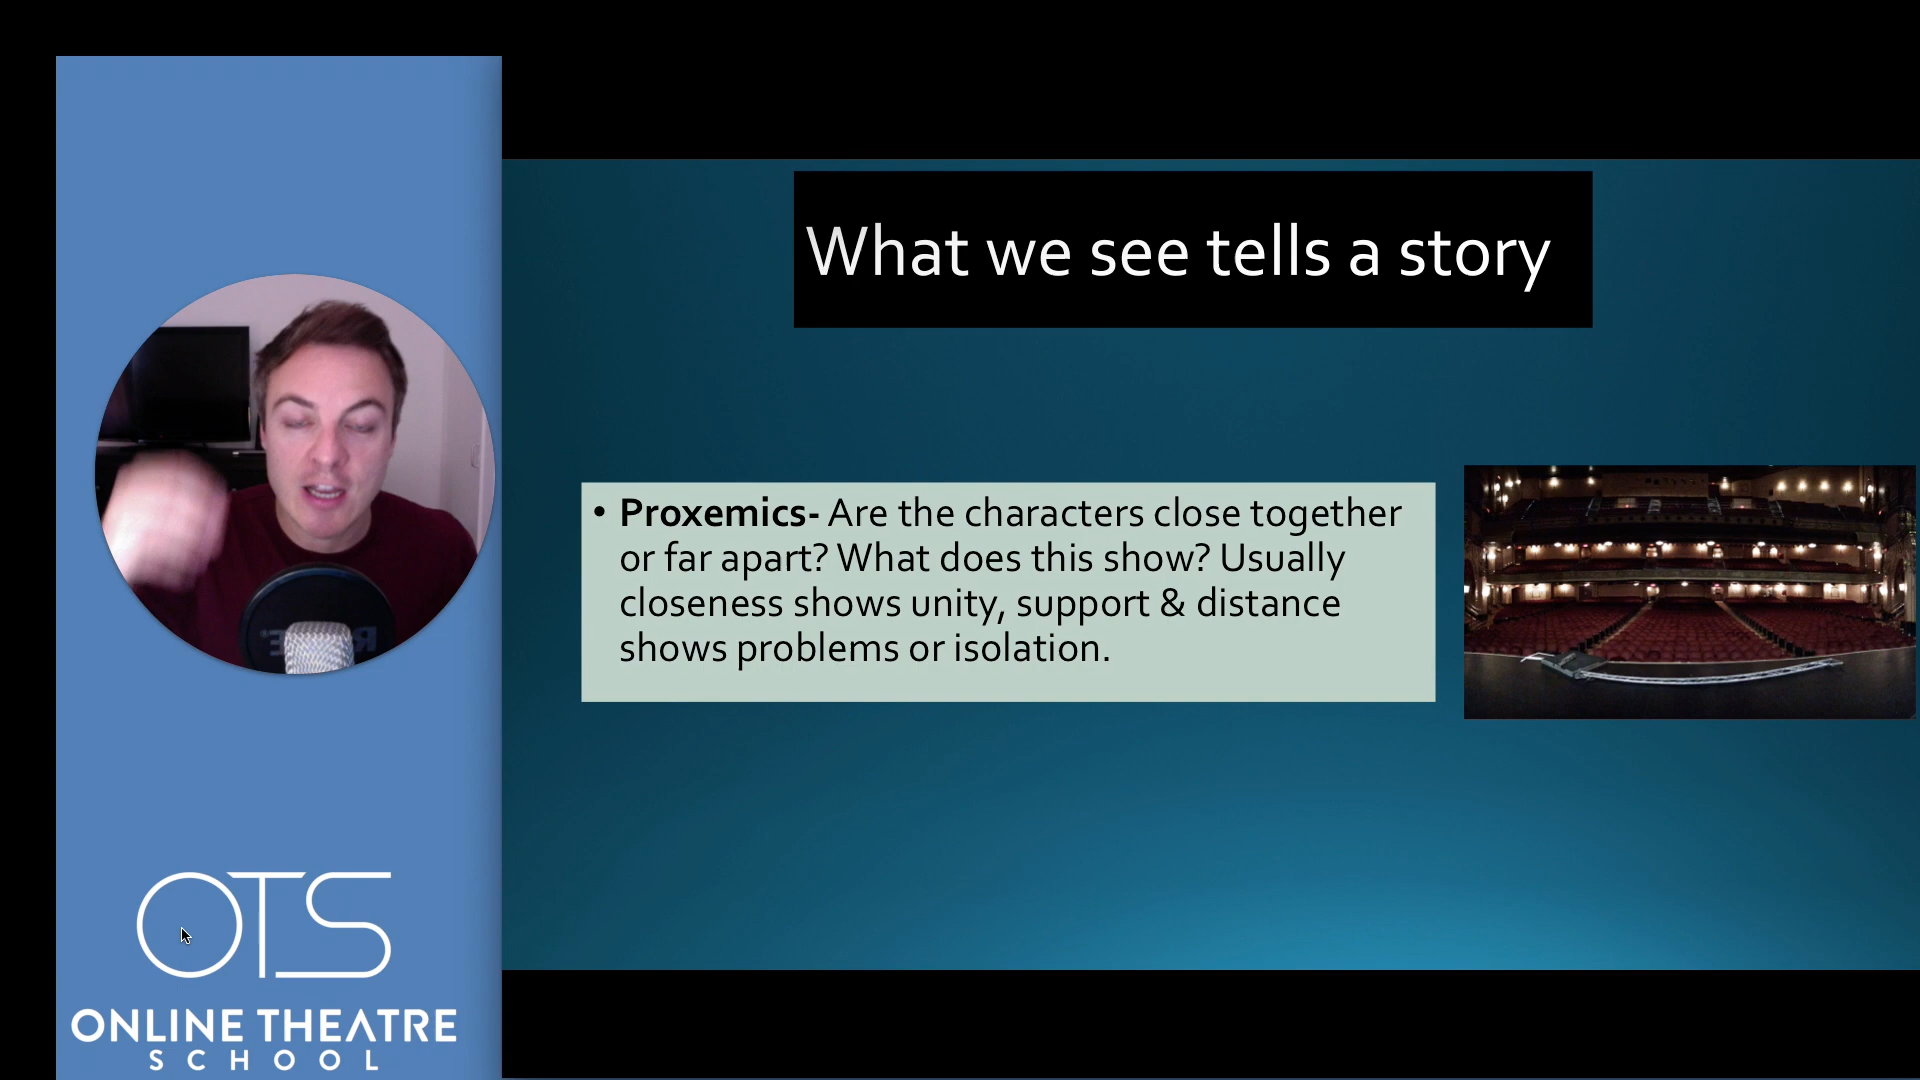 What we see tells a story
• Proxemics- Are the characters close together
or far apart? What does this show? Usually
closeness shows unity, support & distance
shows problems or isolation.
OTS
ONLINE THEATRE
SCHOOL